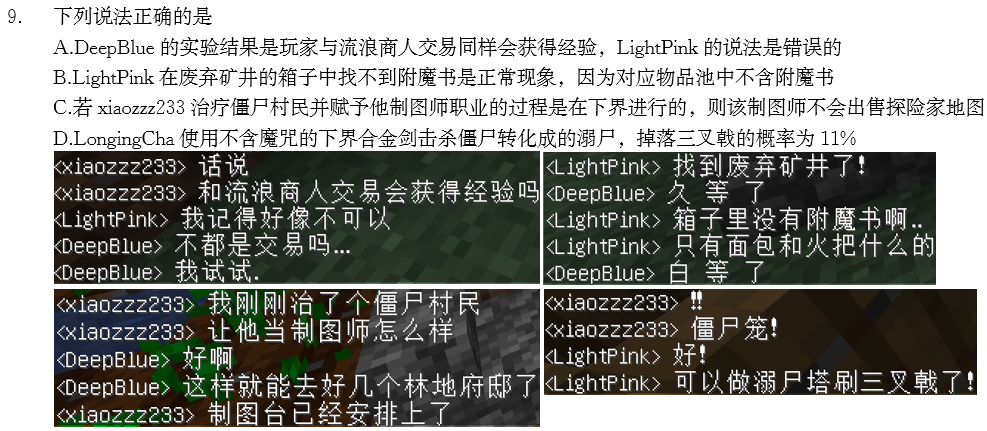 9. 下列说法正确的是
A.DeepBlue 的实验结果是玩家与流浪商人交易同样会获得经验，LightPink 的说法是错误的
B.LightPink 在废弃矿井的箱子中找不到附魔书是正常现象，因为对应物品池中不含附魔书
C.若 xiaozzz233 治疗僵尸村民并赋予他制图师职业的过程是在下界进行的，则该制图师不会出售探险家地图
D.LongingCha 使用不含魔咒的下界合金剑击杀僵尸转化成的溺尸，掉落三叉戟的概率为 11%
<xiaozzz233> 话说
<xiaozzz233> 和流浪商人交易会获得经验吗
<LightPink> 我记得好像不可以
<DeepBlue> 不都是交易吗...
<DeepBlue> 我试试.
<LightPink> 找到废弃矿井了!
<DeepBlue> 久 等 了
<LightPink> 箱子里没有附魔书啊..
<LightPink> 只有面包和火把什么的
<DeepBlue> 白 等 了
<xiaozzz233> 我刚刚治了个僵尸村民
<xiaozzz233> 让他当制图师怎么样
<DeepBlue> 好啊
<DeepBlue> 这样就能去好几个林地府邸了
<xiaozzz233> 制图台已经安排上了
<xiaozzz233> !!
<xiaozzz233> 僵尸笼!
<LightPink> 好!
<LightPink> 可以做溺尸塔刷三叉戟了!